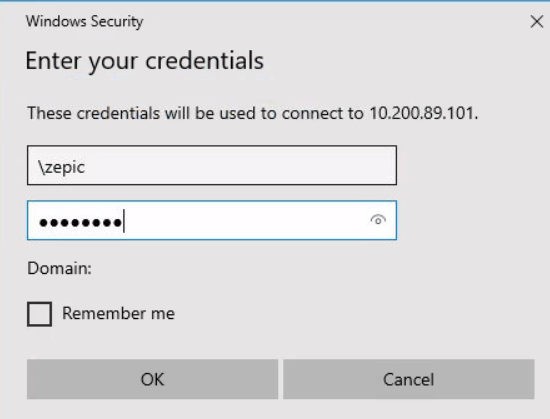 Windows Security
Enter your credentials
These credentials will be used to connect to 10.200.89.101.
\zepic
●●●●●●●●
Domain:
Remember me
OK
Cancel